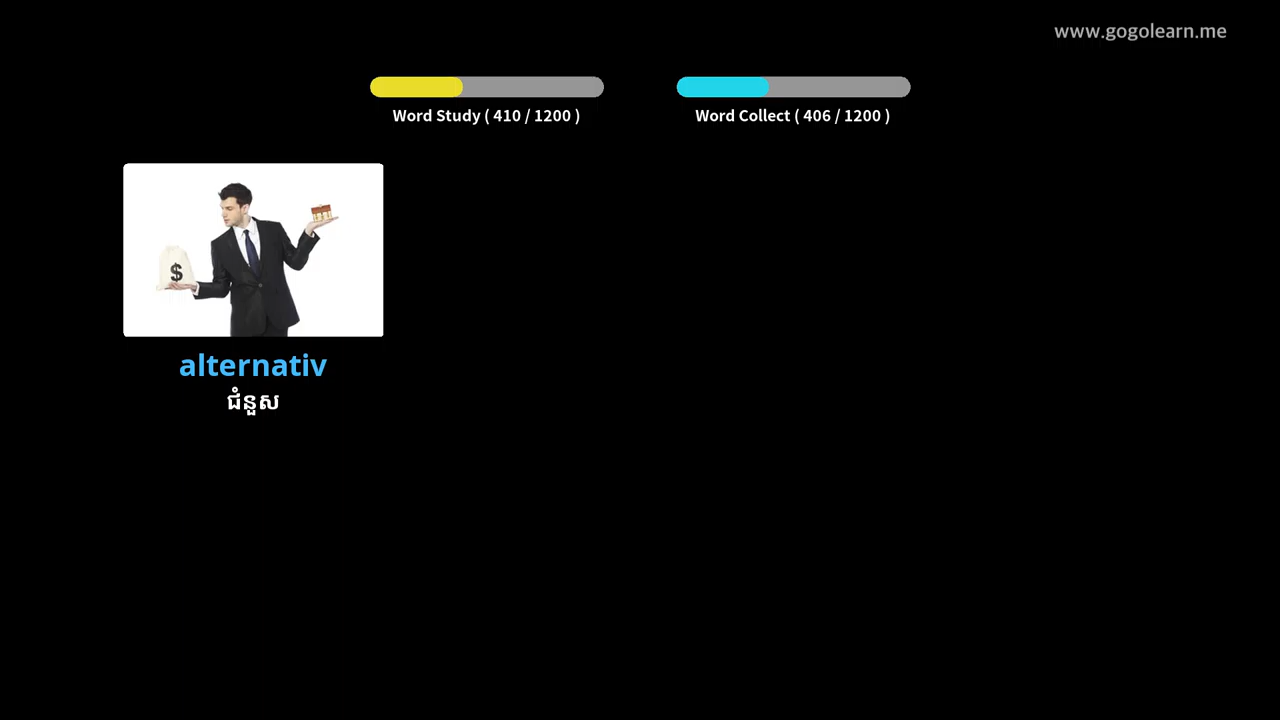 www.gogolearn.me
Word Study ( 410 / 1200 )
Word Collect ( 406 / 1200 )
$
alternativ
ជំនួស